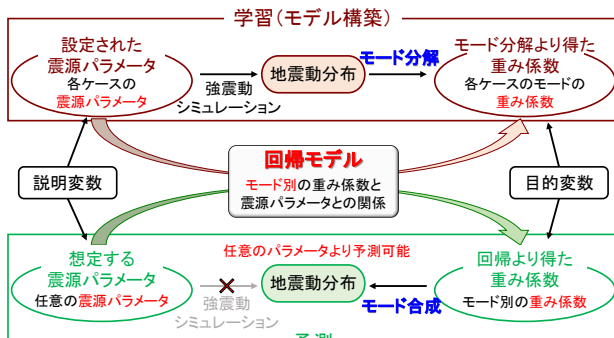 学習(モデル構築)
設定された
震源パラメータ
各ケースの
震源パラメータ
強震動
シミュレーション
地震動分布
モード分解
モード分解より得た
重み係数
各ケースのモードの
重み係数
回帰モデル
モード別の重み係数と
震源パラメータとの関係
説明変数
目的変数
任意のパラメータより予測可能
想定する
震源パラメータ
任意の震源パラメータ
強震動
シミュレーション
地震動分布
モード合成
回帰より得た
重み係数
モード別の重み係数
予測